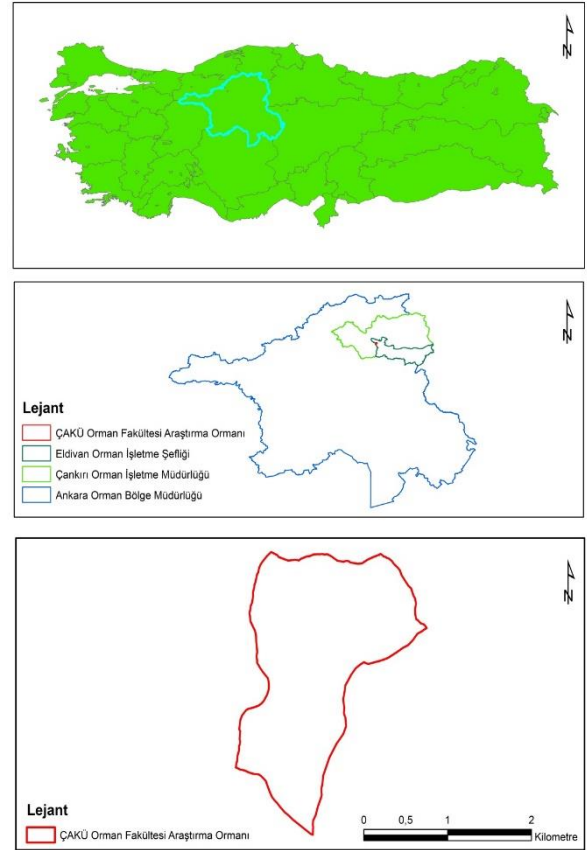 N
N
Lejant
ÇAKÜ Orman Fakültesi Araştırma Ormanı
Eldivan Orman İşletme Şefliği
Çankırı Orman İşletme Müdürlüğü
Ankara Orman Bölge Müdürlüğü
N
Lejant
ÇAKÜ Orman Fakültesi Araştırma Ormanı
0 0,5 1 2
Kilometre